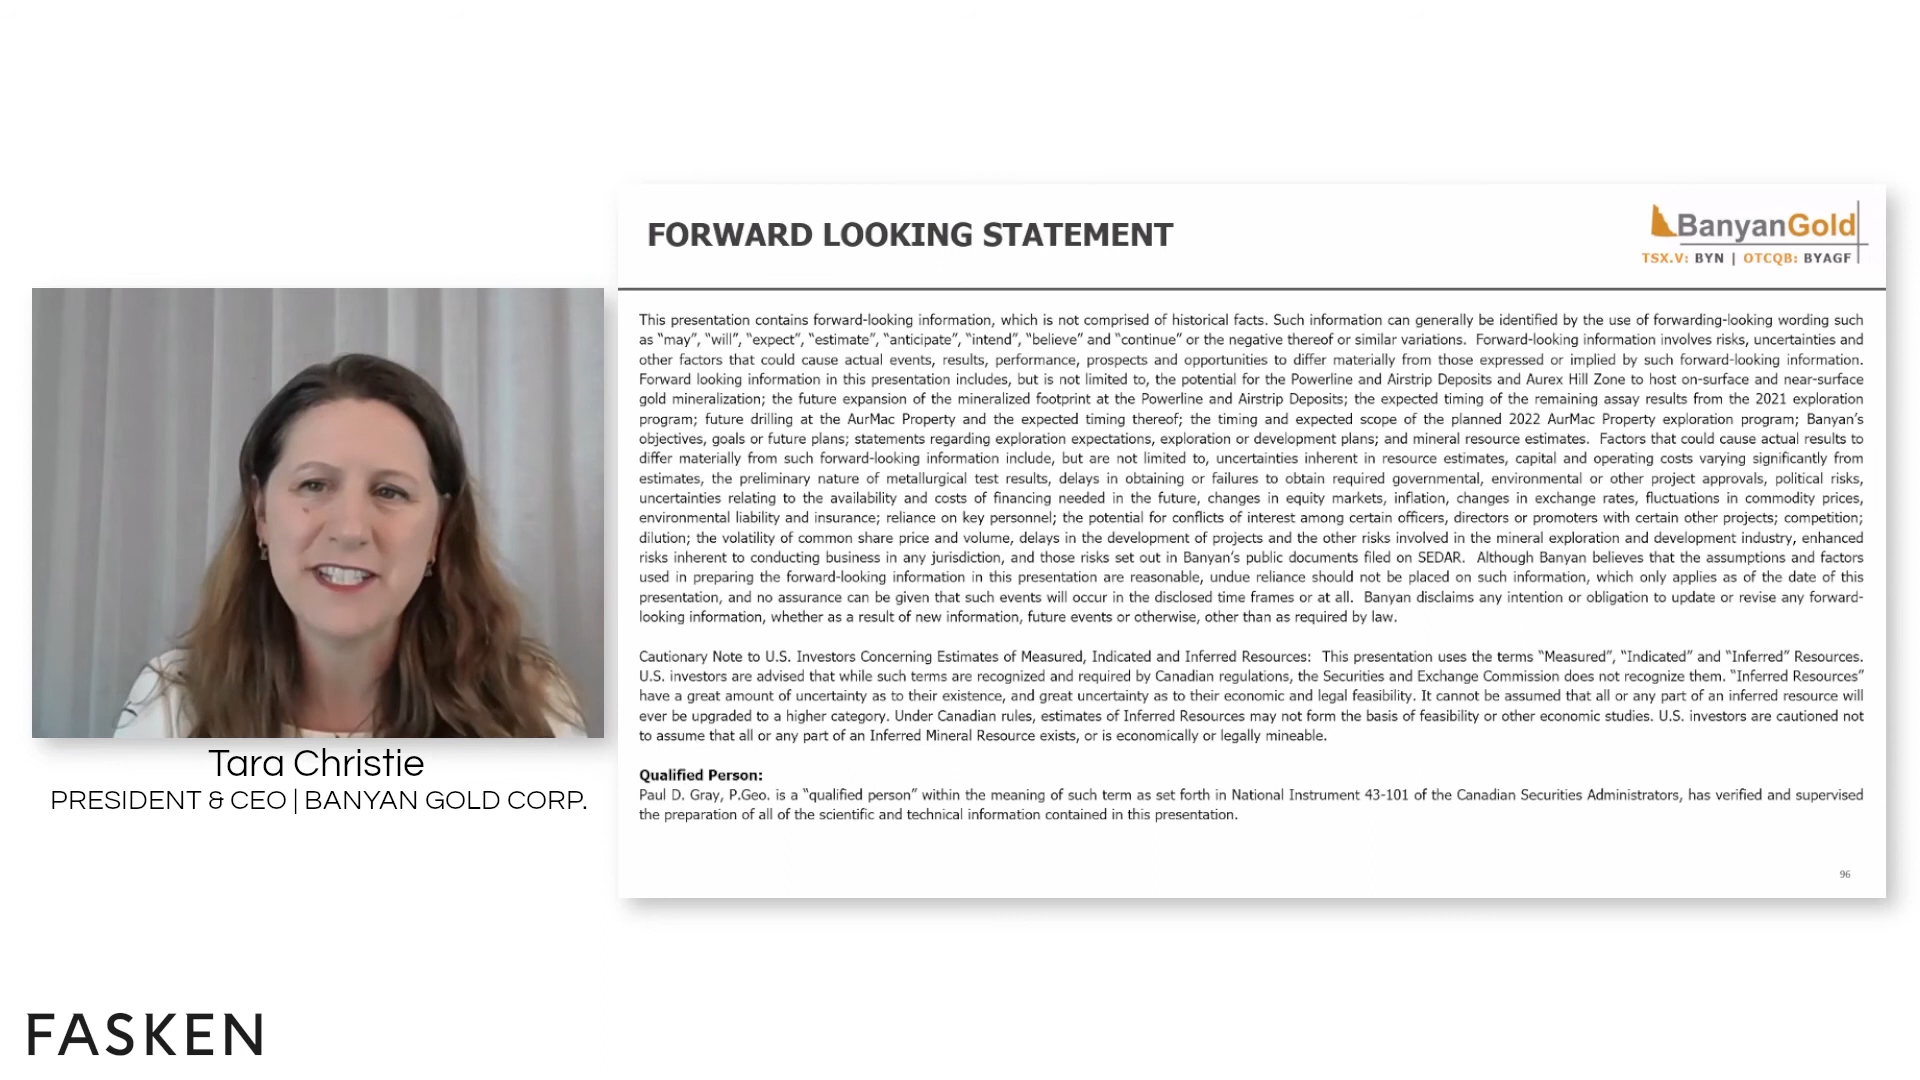 FORWARD LOOKING STATEMENT
BanyanGold
TSX.V: BYN | OTCQB: BYAGF
This presentation contains forward-looking information, which is not comprised of historical facts. Such information can generally be identified by the use of forwarding-looking wording such
as “may”, “will”, “expect”, “estimate”, “anticipate”, “intend”, “believe” and “continue” or the negative thereof or similar variations. Forward-looking information involves risks, uncertainties and
other factors that could cause actual events, results, performance, prospects and opportunities to differ materially from those expressed or implied by such forward-looking information.
Forward looking information in this presentation includes, but is not limited to, the potential for the Powerline and Airstrip Deposits and Aurex Hill Zone to host on-surface and near-surface
gold mineralization; the future expansion of the mineralized footprint at the Powerline and Airstrip Deposits; the expected timing of the remaining assay results from the 2021 exploration
program; future drilling at the AurMac Property and the expected timing thereof; the timing and expected scope of the planned 2022 AurMac Property exploration program; Banyan’s
objectives, goals or future plans; statements regarding exploration expectations, exploration or development plans; and mineral resource estimates. Factors that could cause actual results to
differ materially from such forward-looking information include, but are not limited to, uncertainties inherent in resource estimates, capital and operating costs varying significantly from
estimates, the preliminary nature of metallurgical test results, delays in obtaining or failures to obtain required governmental, environmental or other project approvals, political risks,
uncertainties relating to the availability and costs of financing needed in the future, changes in equity markets, inflation, changes in exchange rates, fluctuations in commodity prices,
environmental liability and insurance; reliance on key personnel; the potential for conflicts of interest among certain officers, directors or promoters with certain other projects; competition;
dilution; the volatility of common share price and volume, delays in the development of projects and the other risks involved in the mineral exploration and development industry, enhanced
risks inherent to conducting business in any jurisdiction, and those risks set out in Banyan’s public documents filed on SEDAR. Although Banyan believes that the assumptions and factors
used in preparing the forward-looking information in this presentation are reasonable, undue reliance should not be placed on such information, which only applies as of the date of this
presentation, and no assurance can be given that such events will occur in the disclosed time frames or at all. Banyan disclaims any intention or obligation to update or revise any forward-
looking information, whether as a result of new information, future events or otherwise, other than as required by law.
Cautionary Note to U.S. Investors Concerning Estimates of Measured, Indicated and Inferred Resources: This presentation uses the terms “Measured”, “Indicated” and “Inferred” Resources.
U.S. investors are advised that while such terms are recognized and required by Canadian regulations, the Securities and Exchange Commission does not recognize them. “Inferred Resources”
have a great amount of uncertainty as to their existence, and great uncertainty as to their economic and legal feasibility. It cannot be assumed that all or any part of an inferred resource will
ever be upgraded to a higher category. Under Canadian rules, estimates of Inferred Resources may not form the basis of feasibility or other economic studies. U.S. investors are cautioned not
to assume that all or any part of an Inferred Mineral Resource exists, or is economically or legally mineable.
Qualified Person:
Paul D. Gray, P.Geo. is a “qualified person” within the meaning of such term as set forth in National Instrument 43-101 of the Canadian Securities Administrators, has verified and supervised
the preparation of all of the scientific and technical information contained in this presentation.
96
Tara Christie
PRESIDENT & CEO | BANYAN GOLD CORP.
FASKEN